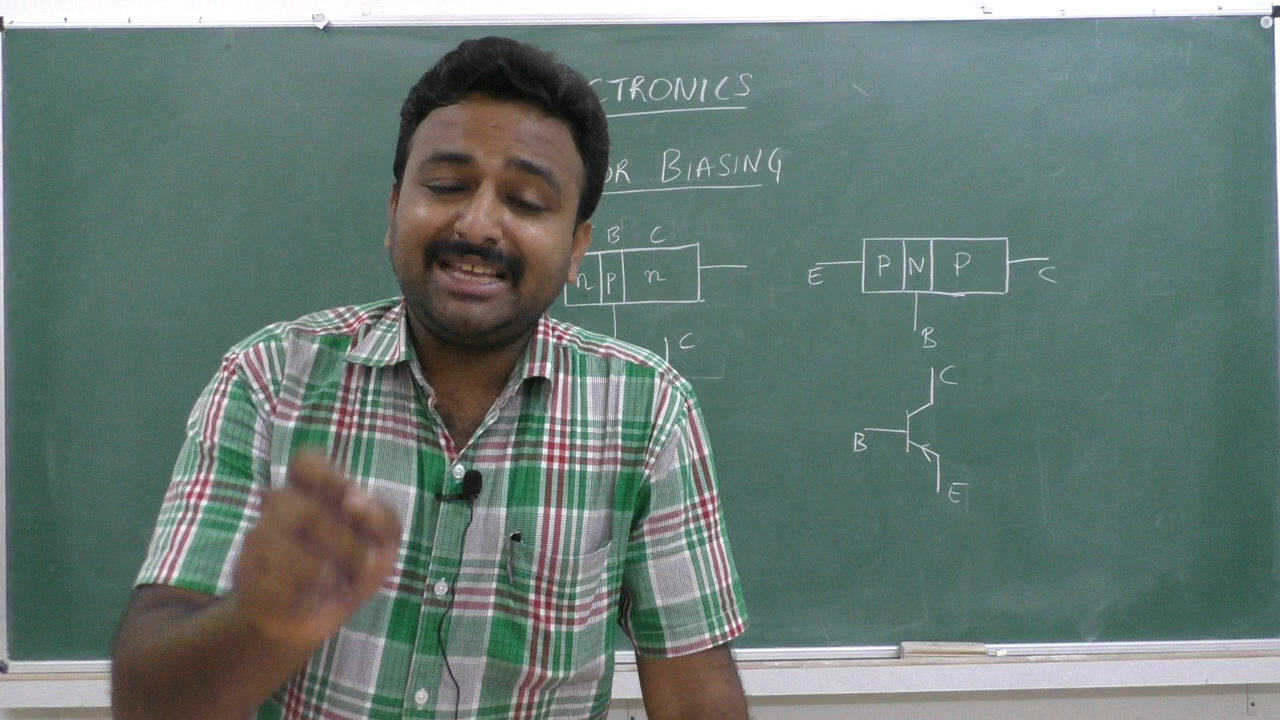 CTRONICS
OR BIASING
B C
n P n
E P N P C
B
C
C
B
E